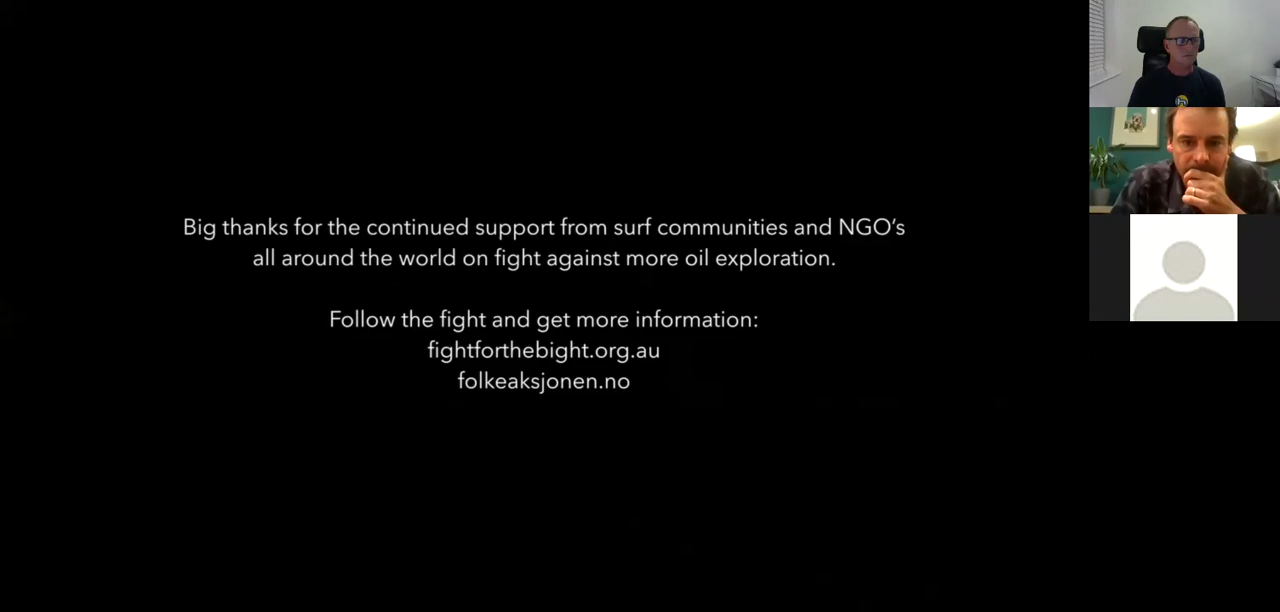 Big thanks for the continued support from surf communities and NGO's
all around the world on fight against more oil exploration.
Follow the fight and get more information:
fightforthebight.org.au
folkeaksjonen.no